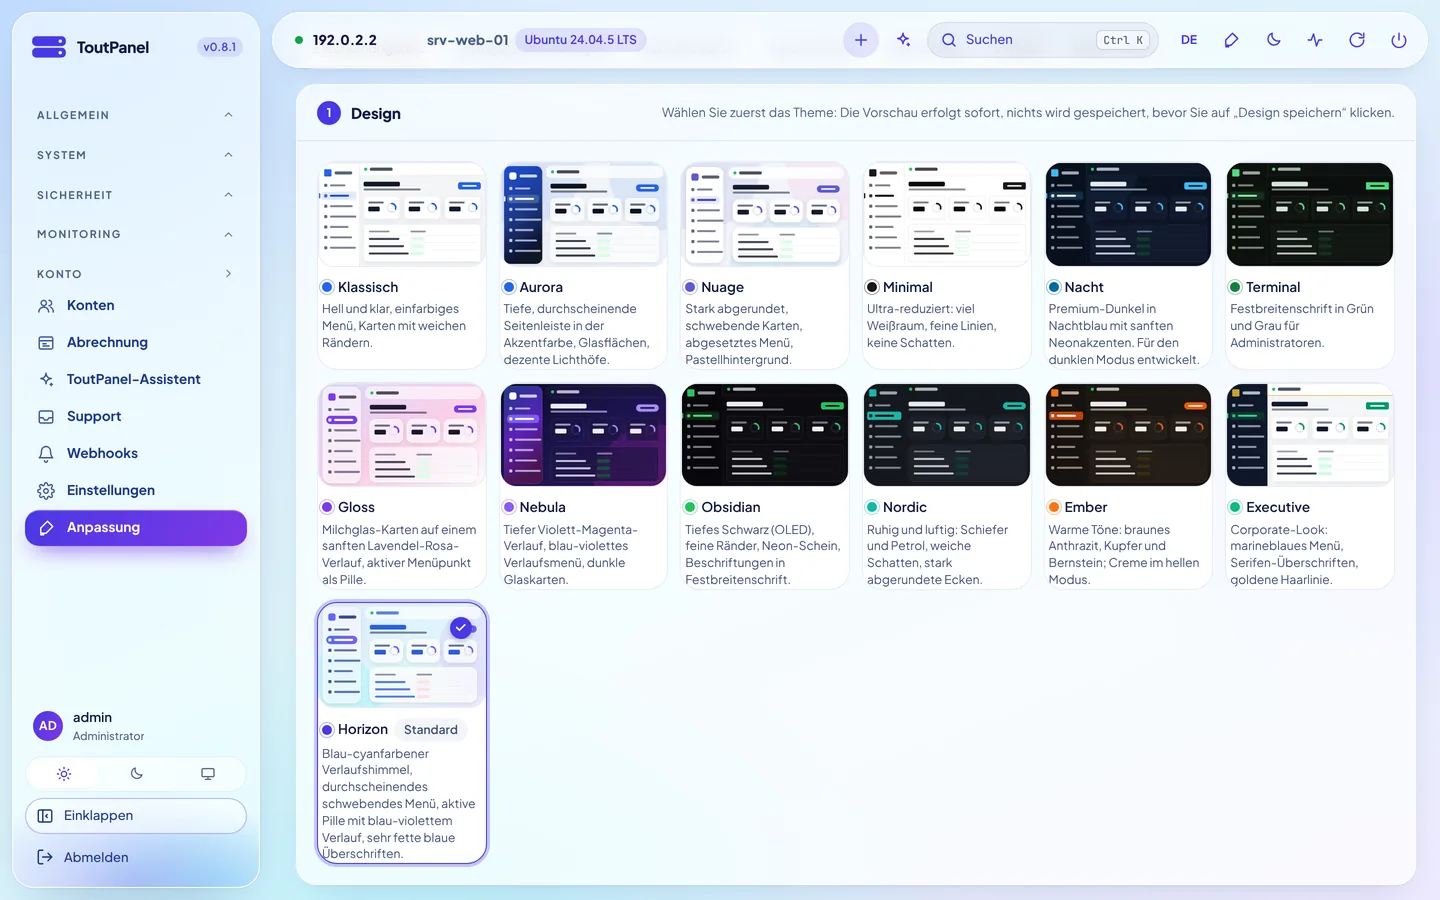 ToutPanel v0.8.1
192.0.2.2 srv-web-01 Ubuntu 24.04.5 LTS
Suchen Ctrl K DE
ALLGEMEIN
SYSTEM
SICHERHEIT
MONITORING
KONTO
Konten
Abrechnung
ToutPanel-Assistent
Support
Webhooks
Einstellungen
Anpassung
AD admin
Administrator
Einklappen
Abmelden
1 Design
Wählen Sie zuerst das Theme: Die Vorschau erfolgt sofort, nichts wird gespeichert, bevor Sie auf „Design speichern“ klicken.
Klassisch
Hell und klar, einfarbiges
Menü, Karten mit weichen
Rändern.
Aurora
Tiefe, durchscheinende
Seitenleiste in der
Akzentfarbe, Glasflächen,
dezente Lichthöfe.
Nuage
Stark abgerundet,
schwebende Karten,
abgesetztes Menü,
Pastellhintergrund.
Minimal
Ultra-reduziert: viel
Weißraum, feine Linien,
keine Schatten.
Nacht
Premium-Dunkel in
Nachtblau mit sanften
Neonakzenten. Für den
dunklen Modus entwickelt.
Terminal
Festbreitenschrift in Grün
und Grau für
Administratoren.
Gloss
Milchglas-Karten auf einem
sanften Lavendel-Rosa-
Verlauf, aktiver Menüpunkt
als Pille.
Nebula
Tiefer Violett-Magenta-
Verlauf, blau-violettes
Verlaufsmenü, dunkle
Glaskarten.
Obsidian
Tiefes Schwarz (OLED),
feine Ränder, Neon-Schein,
Beschriftungen in
Festbreitenschrift.
Nordic
Ruhig und luftig: Schiefer
und Petrol, weiche
Schatten, stark
abgerundete Ecken.
Ember
Warme Töne: braunes
Anthrazit, Kupfer und
Bernstein; Creme im hellen
Modus.
Executive
Corporate-Look:
marineblaues Menü,
Serifen-Überschriften,
goldene Haarlinie.
Horizon Standard
Blau-cyanfarbener
Verlaufshimmel,
durchscheinendes
schwebendes Menü, aktive
Pille mit blau-violettem
Verlauf, sehr fette blaue
Überschriften.